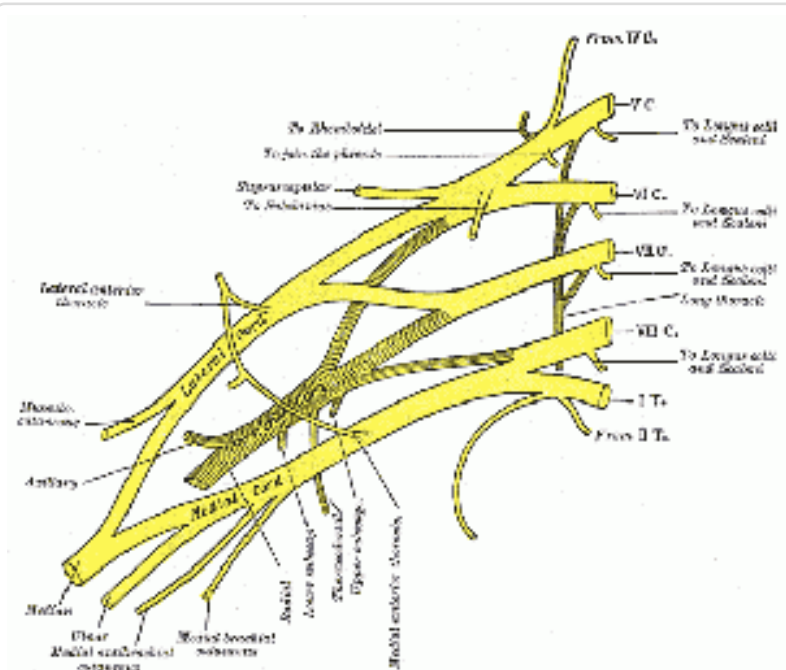 From IV C.
V C.
To Rhomboidei
To Longus colli
and Scaleni
To join the phrenic
Suprascapular
VI C.
To Subclavius
To Longus colli
and Scaleni
VII C.
To Longus colli
and Scaleni
Lateral anterior
thoracic
Long thoracic
Lateral Cord
VIII C.
To Longus colli
and Scaleni
I T.
Musculo-
cutaneous
From II T.
Axillary
Medial Cord
Radial
Lower subscap.
Thoracodorsal
Upper subscap.
Medial anterior thoracic
Median
Ulnar
Medial antibrachial
cutaneous
Medial brachial
cutaneous